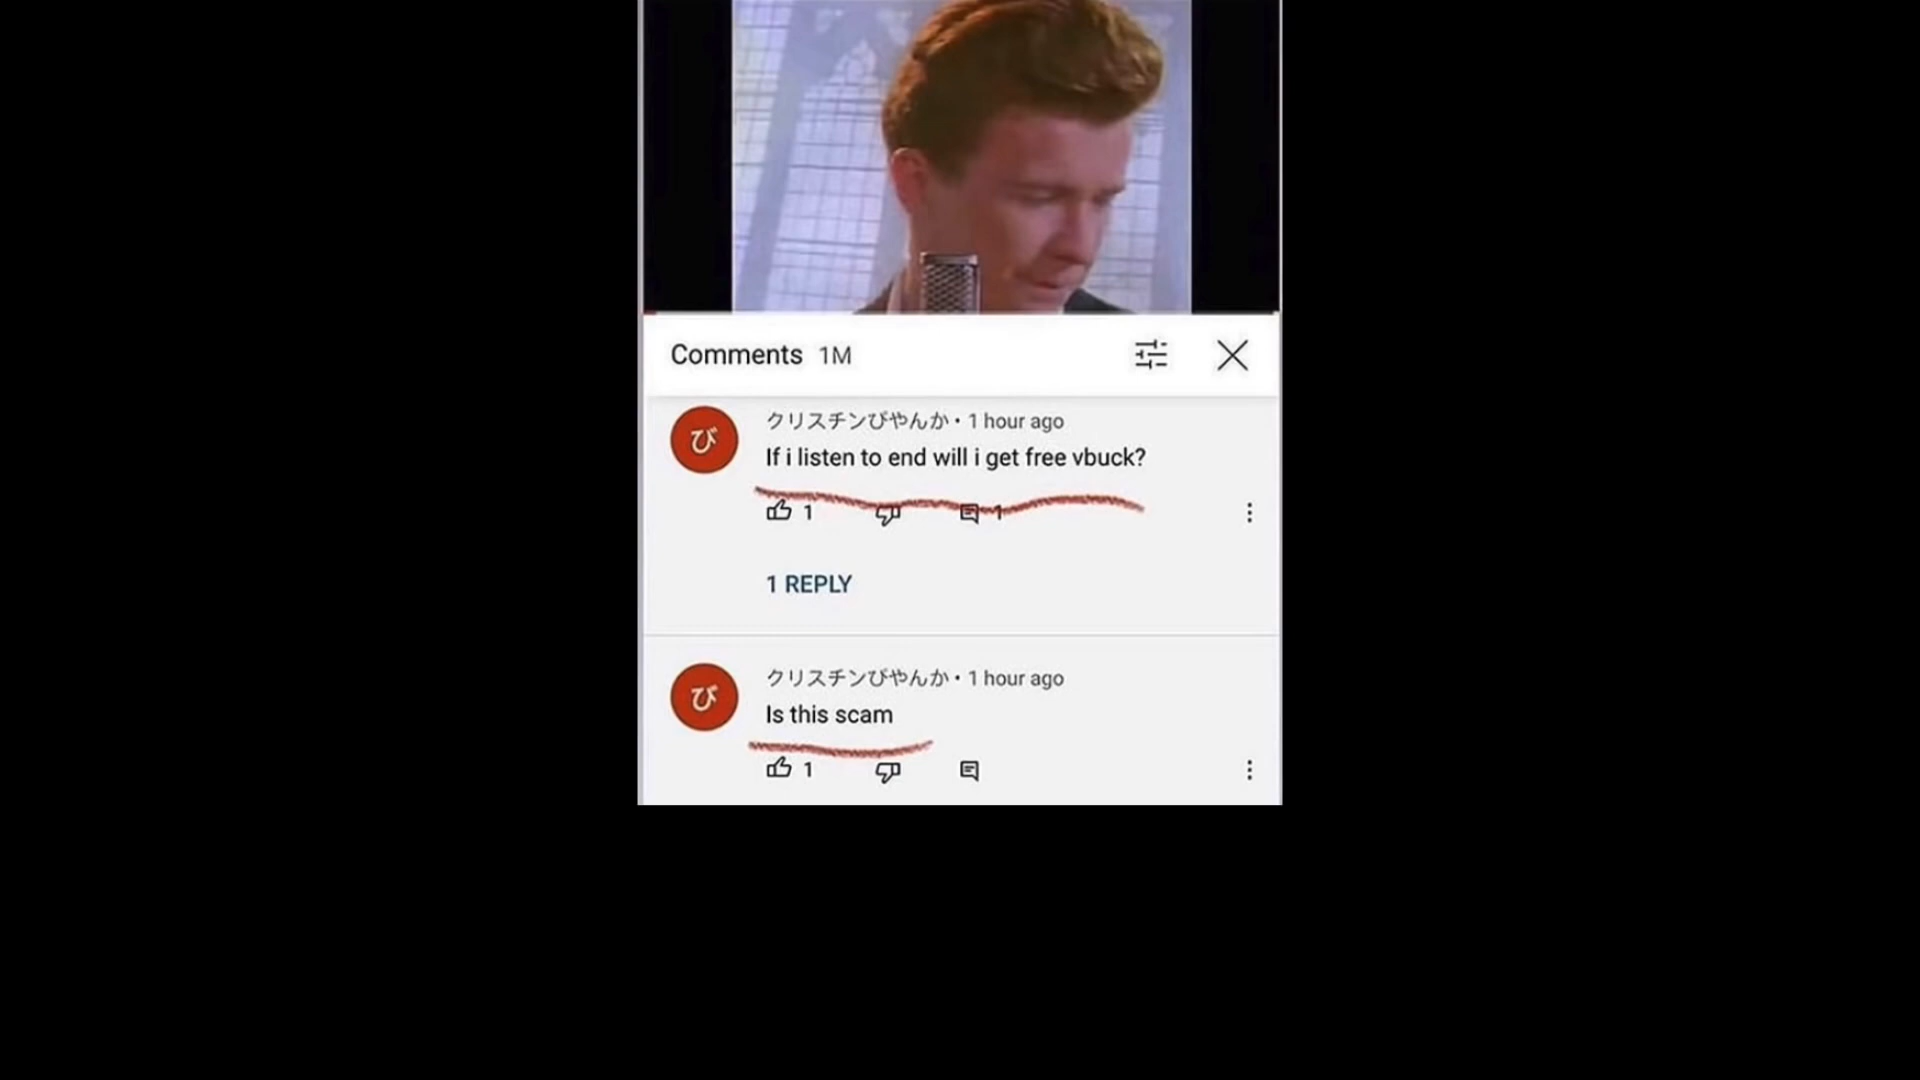 Comments 1M
び
クリスチンびやんか • 1 hour ago
If i listen to end will i get free vbuck?
1 1
1 REPLY
び
クリスチンびやんか • 1 hour ago
Is this scam
1